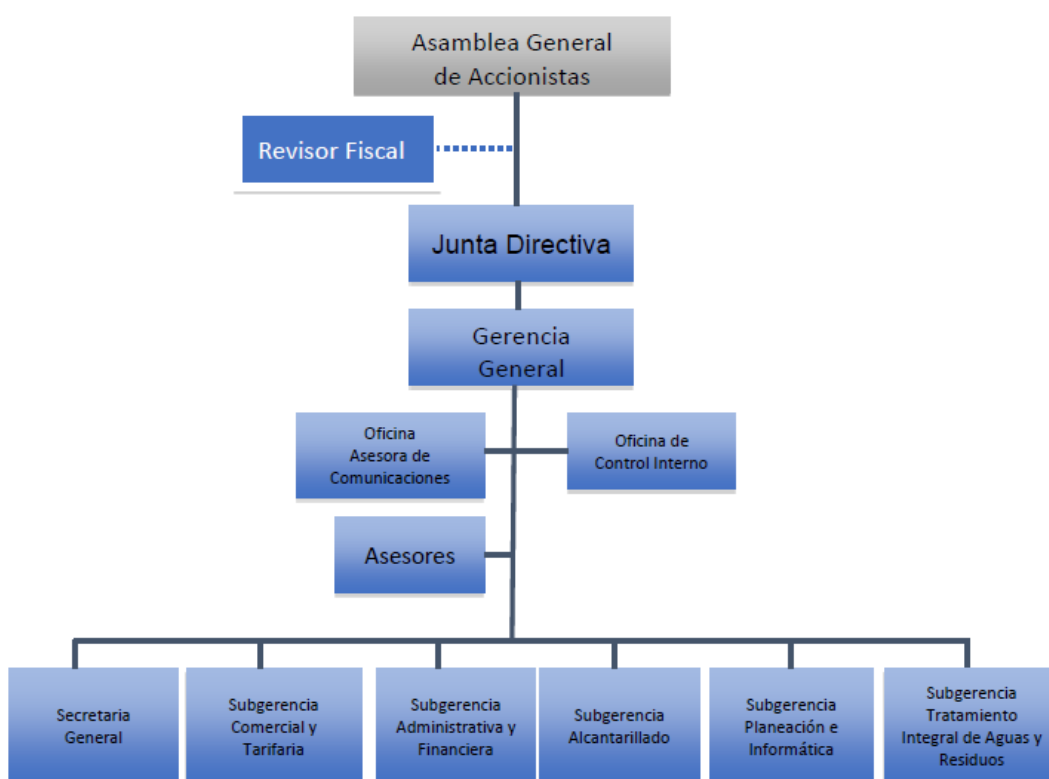 Asamblea General
de Accionistas
Revisor Fiscal
Junta Directiva
Gerencia
General
Oficina
Asesora de
Comunicaciones
Oficina de
Control Interno
Asesores
Secretaria
General
Subgerencia
Comercial y
Tarifaria
Subgerencia
Administrativa y
Financiera
Subgerencia
Alcantarillado
Subgerencia
Planeación e
Informática
Subgerencia
Tratamiento
Integral de Aguas y
Residuos